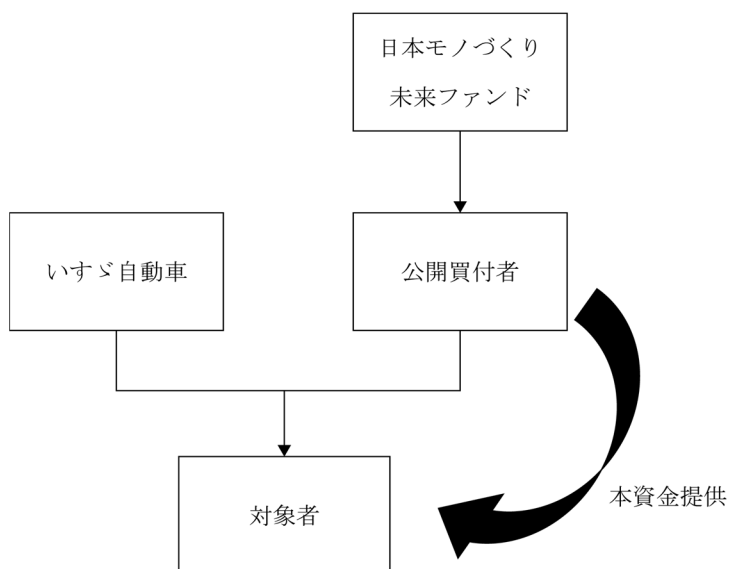 日本モノづくり
未来ファンド
いすゞ自動車
公開買付者
対象者
本資金提供